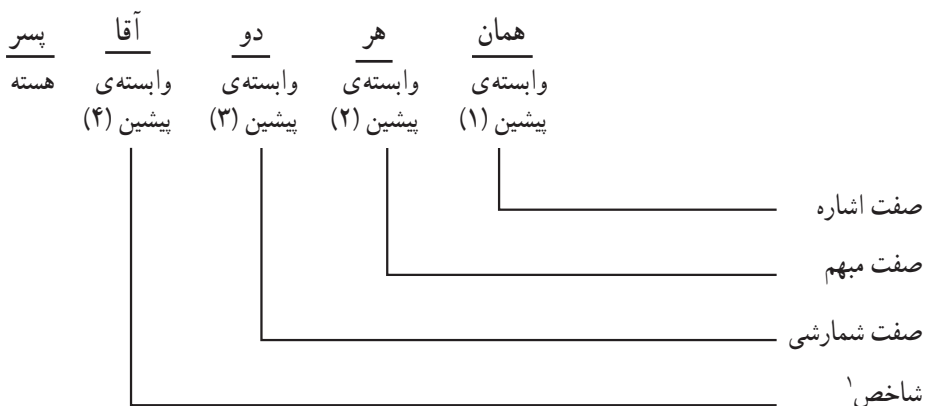 همان هر دو آقا پسر
وابسته‌ی وابسته‌ی وابسته‌ی وابسته‌ی هسته
پیشین (۱) پیشین (۲) پیشین (۳) پیشین (۴)
صفت اشاره
صفت مبهم
صفت شمارشی
شاخص۱